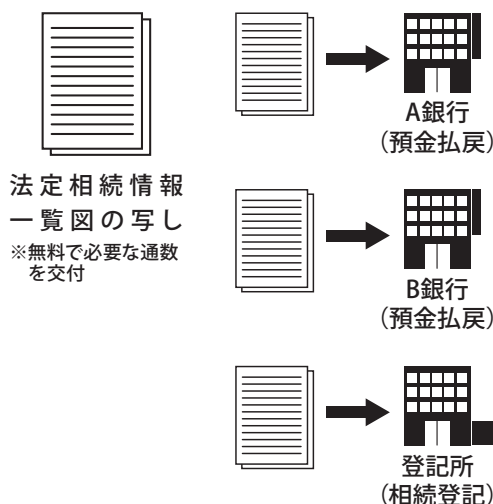 法定相続情報
一覧図の写し
※無料で必要な通数
を交付
A銀行
(預金払戻)
B銀行
(預金払戻)
登記所
(相続登記)